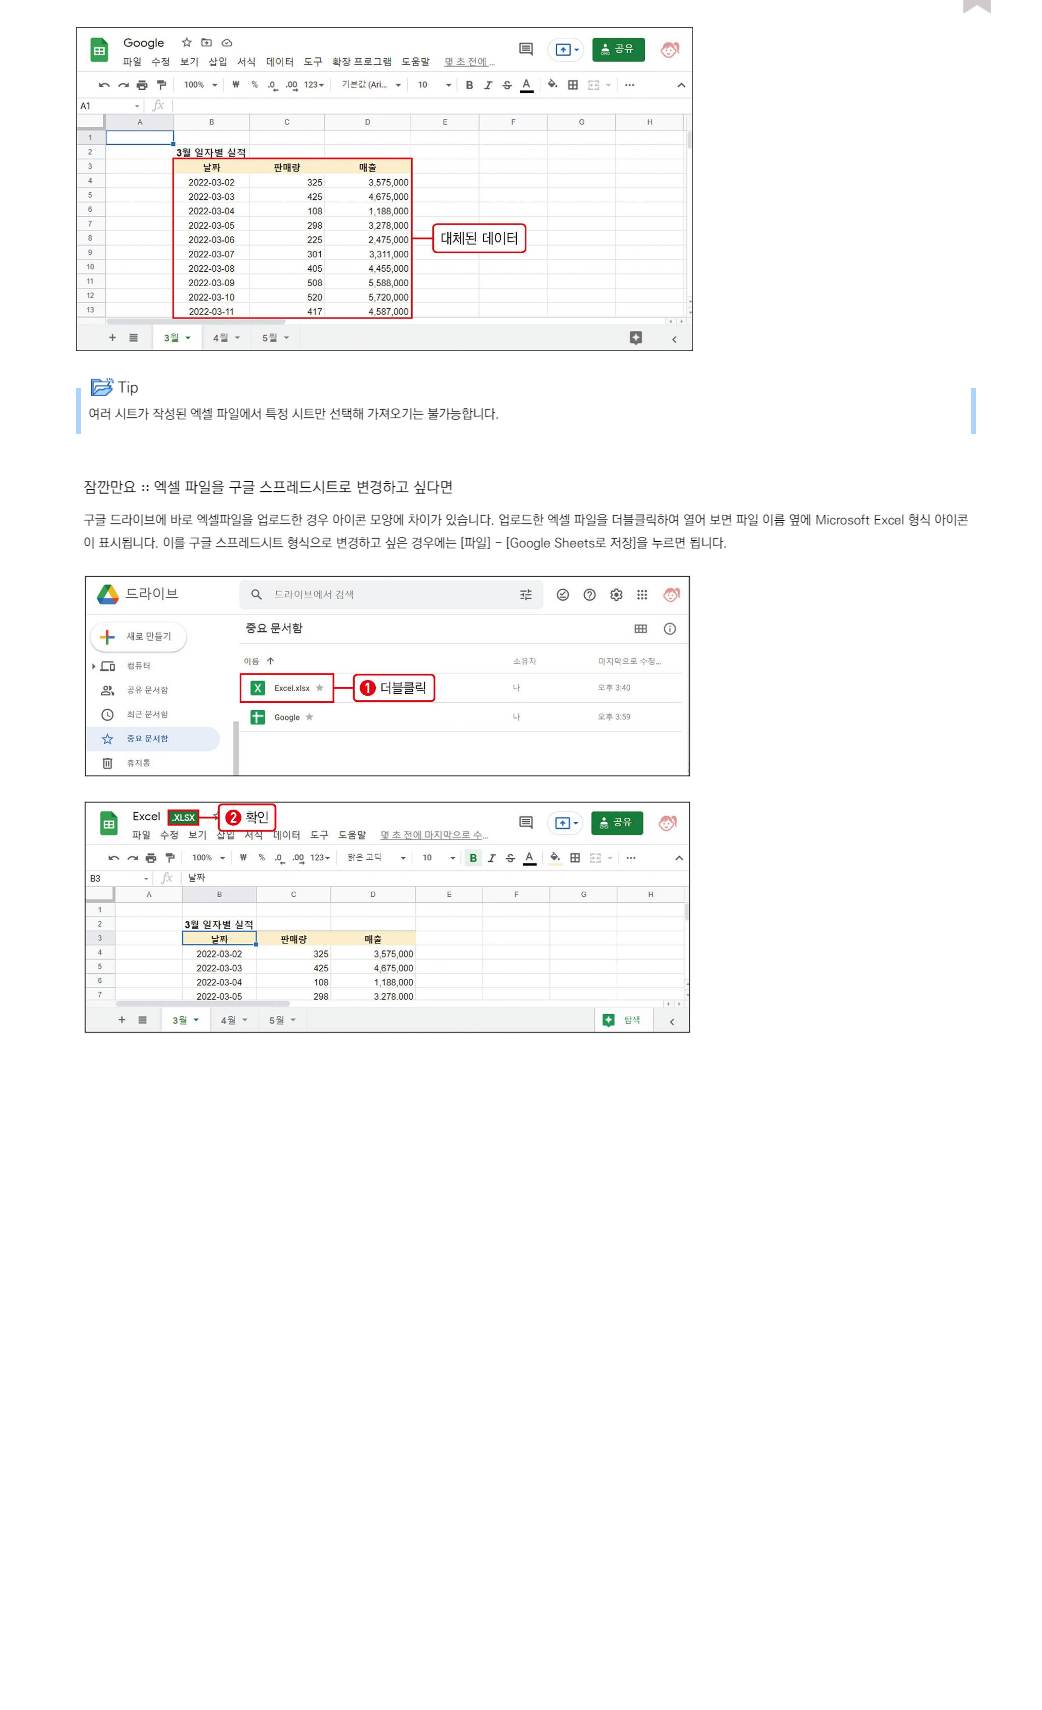 Google
파일 수정 보기 삽입 서식 데이터 도구 확장 프로그램 도움말 몇 초 전에 ...
공유
100% ₩ % .0 .00 123 기본값 (Ari... 10 B I S A ...
A1 fx
A B C D E F G H
1
2 3월 일자별 실적
3 날짜 판매량 매출
4 2022-03-02 325 3,575,000
5 2022-03-03 425 4,675,000
6 2022-03-04 108 1,188,000
7 2022-03-05 298 3,278,000
8 2022-03-06 225 2,475,000
대체된 데이터
9 2022-03-07 301 3,311,000
10 2022-03-08 405 4,455,000
11 2022-03-09 508 5,588,000
12 2022-03-10 520 5,720,000
13 2022-03-11 417 4,587,000
3월 4월 5월
Tip
여러 시트가 작성된 엑셀 파일에서 특정 시트만 선택해 가져오기는 불가능합니다.
잠깐만요 :: 엑셀 파일을 구글 스프레드시트로 변경하고 싶다면
구글 드라이브에 바로 엑셀파일을 업로드한 경우 아이콘 모양에 차이가 있습니다. 업로드한 엑셀 파일을 더블클릭하여 열어 보면 파일 이름 옆에 Microsoft Excel 형식 아이콘
이 표시됩니다. 이를 구글 스프레드시트 형식으로 변경하고 싶은 경우에는 [파일] - [Google Sheets로 저장]을 누르면 됩니다.
드라이브 드라이브에서 검색
새로 만들기 중요 문서함
컴퓨터 이름 소유자 마지막으로 수정...
공유 문서함 Excel.xlsx ❶ 더블클릭 나 오후 3:40
최근 문서함 Google 나 오후 3:59
중요 문서함
휴지통
Excel .XLSX ❷ 확인
파일 수정 보기 삽입 서식 데이터 도구 도움말 몇 초 전에 마지막으로 수...
공유
100% ₩ % .0 .00 123 맑은 고딕 10 B I S A ...
B3 fx 날짜
A B C D E F G H
1
2 3월 일자별 실적
3 날짜 판매량 매출
4 2022-03-02 325 3,575,000
5 2022-03-03 425 4,675,000
6 2022-03-04 108 1,188,000
7 2022-03-05 298 3,278,000
3월 4월 5월 탐색